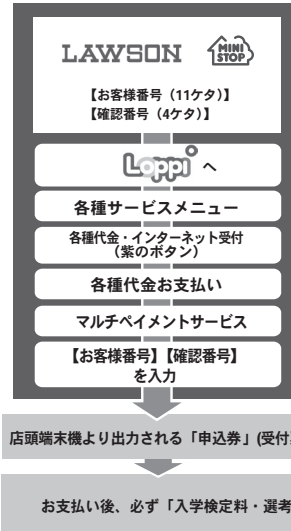 LAWSON MINI STOP
【お客様番号（11ケタ）】
【確認番号（4ケタ）】
Loppi へ
各種サービスメニュー
各種代金・インターネット受付
（紫のボタン）
各種代金お支払い
マルチペイメントサービス
【お客様番号】【確認番号】
を入力
店頭端末機より出力される「申込券」(受付
お支払い後、必ず「入学検定料・選考